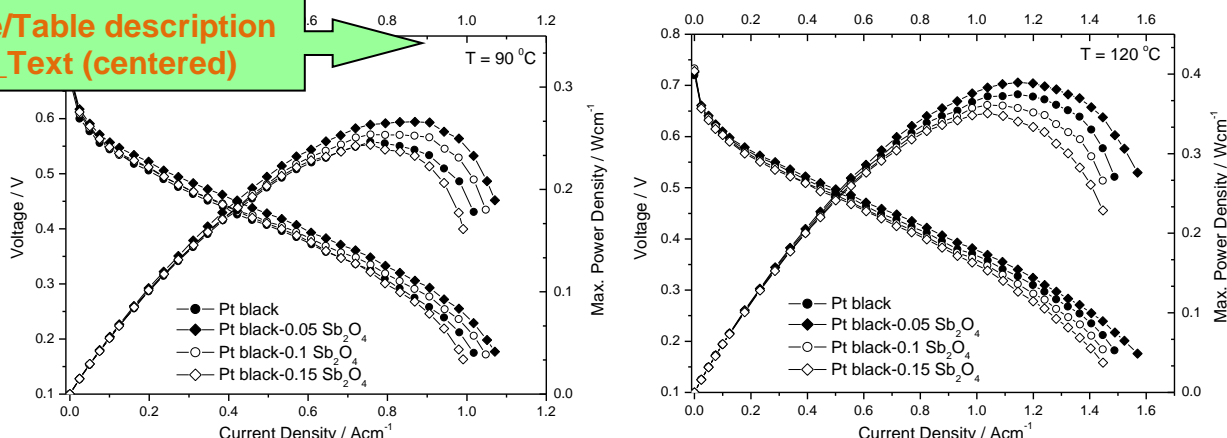 e/Table description
_Text (centered)
0.8 1.0 1.2
T = 90 °C
0.3
0.2
0.1
0.0
Max. Power Density / Wcm⁻¹
0.6
0.5
0.4
0.3
0.2
0.1
Voltage / V
Pt black
Pt black-0.05 Sb₂O₄
Pt black-0.1 Sb₂O₄
Pt black-0.15 Sb₂O₄
0.0 0.2 0.4 0.6 0.8 1.0 1.2
Current Density / Acm⁻¹
0.0 0.2 0.4 0.6 0.8 1.0 1.2 1.4 1.6
T = 120 °C
0.8
0.7
0.6
0.5
0.4
0.3
0.2
0.1
Voltage / V
0.4
0.3
0.2
0.1
0.0
Max. Power Density / Wcm⁻¹
Pt black
Pt black-0.05 Sb₂O₄
Pt black-0.1 Sb₂O₄
Pt black-0.15 Sb₂O₄
0.0 0.2 0.4 0.6 0.8 1.0 1.2 1.4 1.6
Current Density / Acm⁻¹